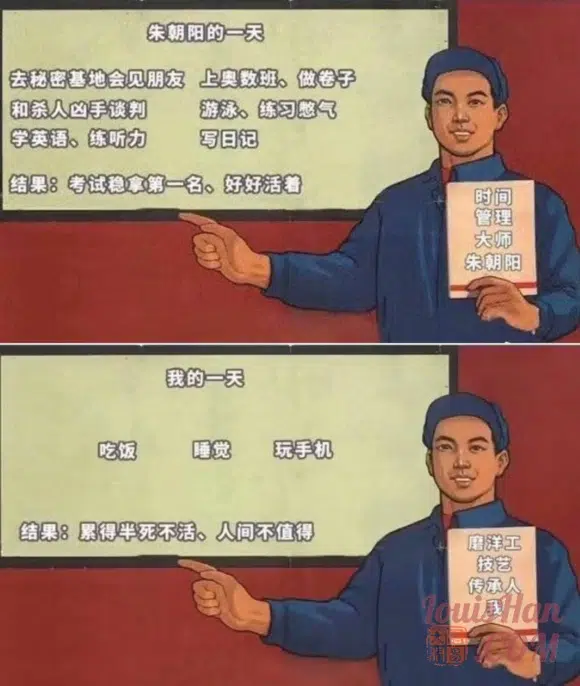 朱朝阳的一天
去秘密基地会见朋友 上奥数班、做卷子
和杀人凶手谈判 游泳、练习憋气
学英语、练听力 写日记
结果：考试稳拿第一名、好好活着
时间
管理
大师
朱朝阳
我的一天
吃饭 睡觉 玩手机
结果：累得半死不活、人间不值得
磨洋工
技艺
传承人
我
LouisHan
.COM